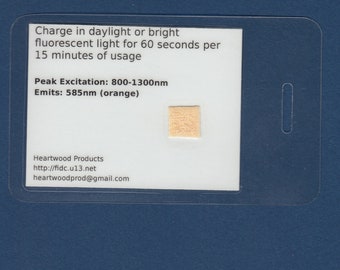 Charge in daylight or bright
fluorescent light for 60 seconds per
15 minutes of usage
Peak Excitation: 800-1300nm
Emits: 585nm (orange)
Heartwood Products
http://fidc.u13.net
heartwoodprod@gmail.com